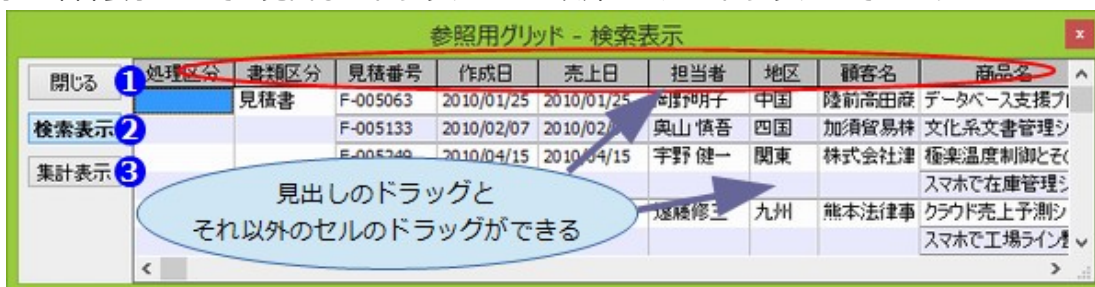 参照用グリッド - 検索表示
x
閉じる 1
検索表示 2
集計表示 3
処理区分 書類区分 見積番号 作成日 売上日 担当者 地区 顧客名 商品名
見積書 F-005063 2010/01/25 2010/01/25 中国 陸前高田商 データベース支援プ
F-005133 2010/02/07 奥山 慎吾 四国 加須貿易株 文化系文書管理シ
F-005249 2010/04/15 2010/04/15 宇野 健一 関東 株式会社津 極楽温度制御とその
スマホで在庫管理シ
遠藤修三 九州 熊本法律事 クラウド売上予測シ
スマホで工場ライン
見出しのドラッグと
それ以外のセルのドラッグができる